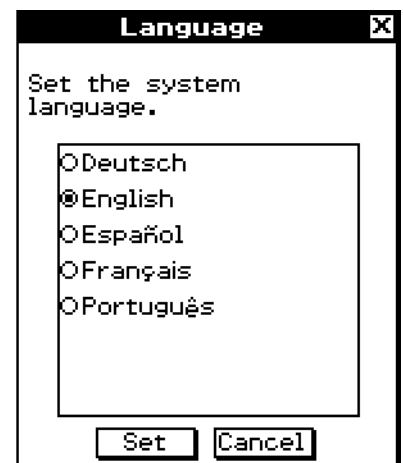 Language
Set the system
language.
Deutsch
English
Español
Français
Português
Set Cancel